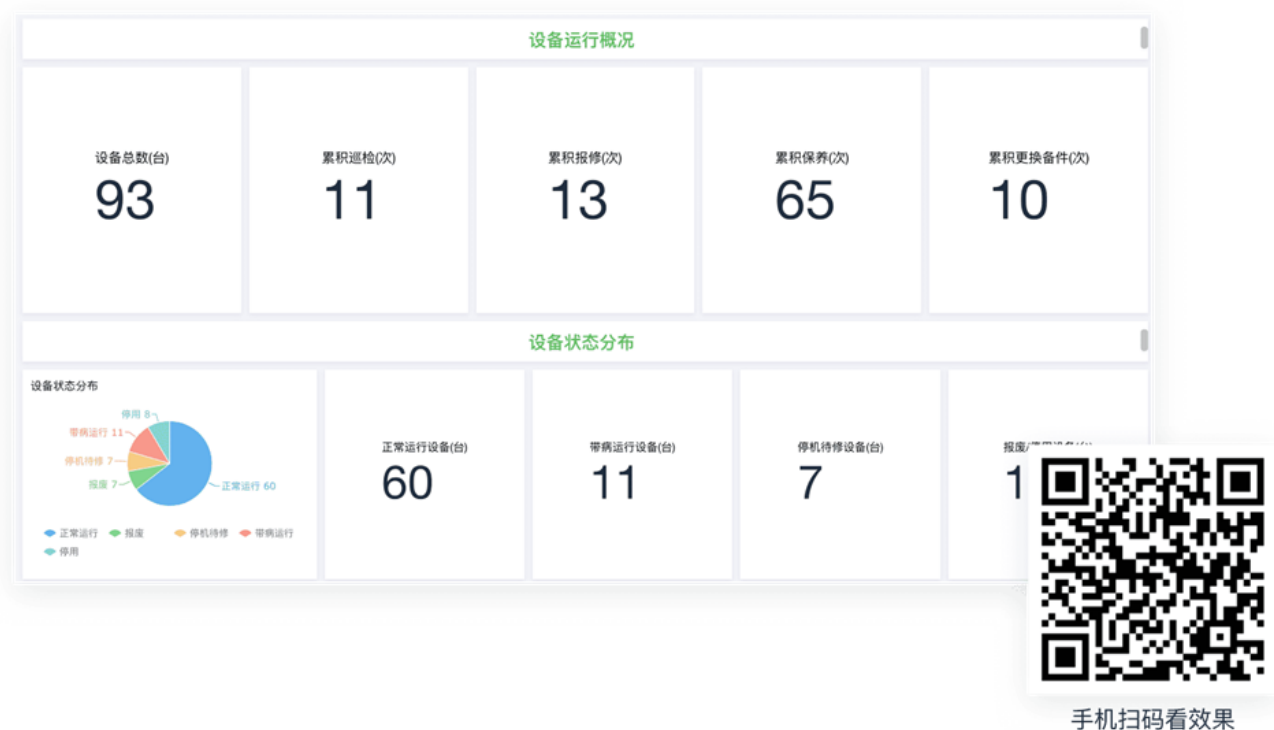 设备运行概况
设备总数(台)
93
累积巡检(次)
11
累积报修(次)
13
累积保养(次)
65
累积更换备件(次)
10
设备状态分布
设备状态分布
停用 8
带病运行 11
停机待修 7
报废 7
正常运行 60
正常运行 报废 停机待修 带病运行
停用
正常运行设备(台)
60
带病运行设备(台)
11
停机待修设备(台)
7
报废/
1
手机扫码看效果